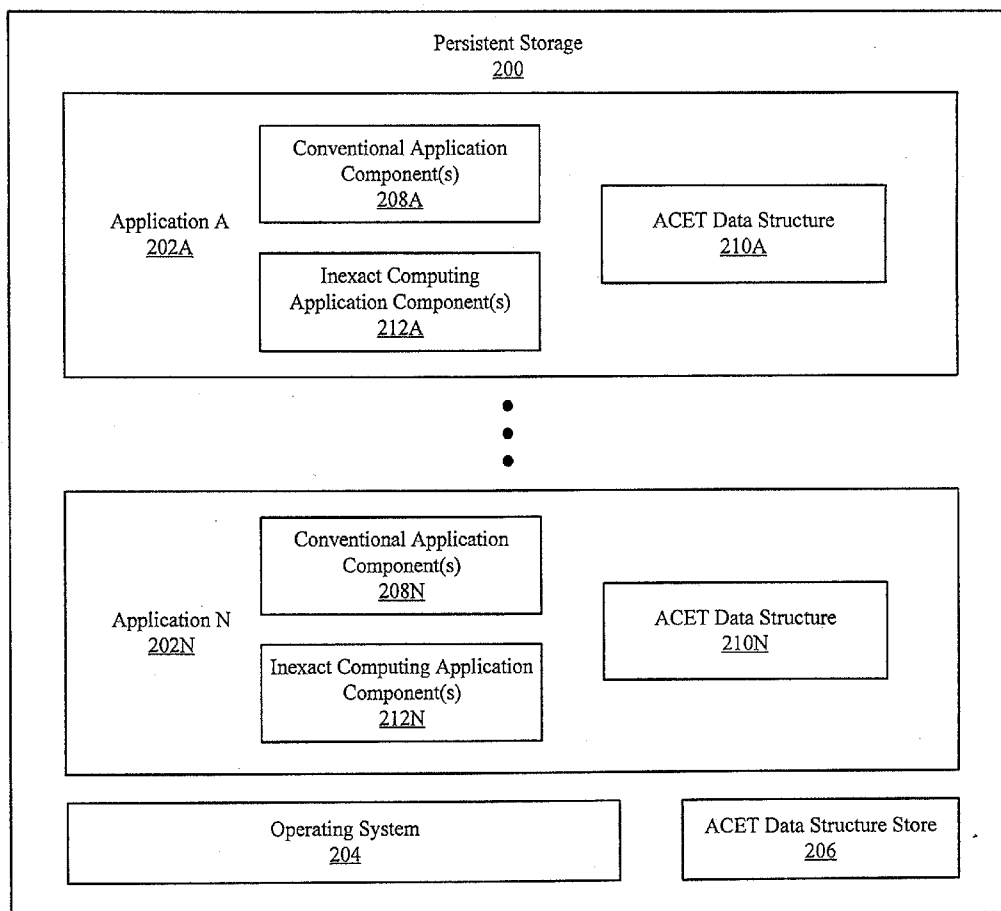 Persistent Storage
200
Conventional Application
Component(s)
208A
Application A
202A
ACET Data Structure
210A
Inexact Computing
Application Component(s)
212A
Conventional Application
Component(s)
208N
Application N
202N
ACET Data Structure
210N
Inexact Computing Application
Component(s)
212N
Operating System
204
ACET Data Structure Store
206